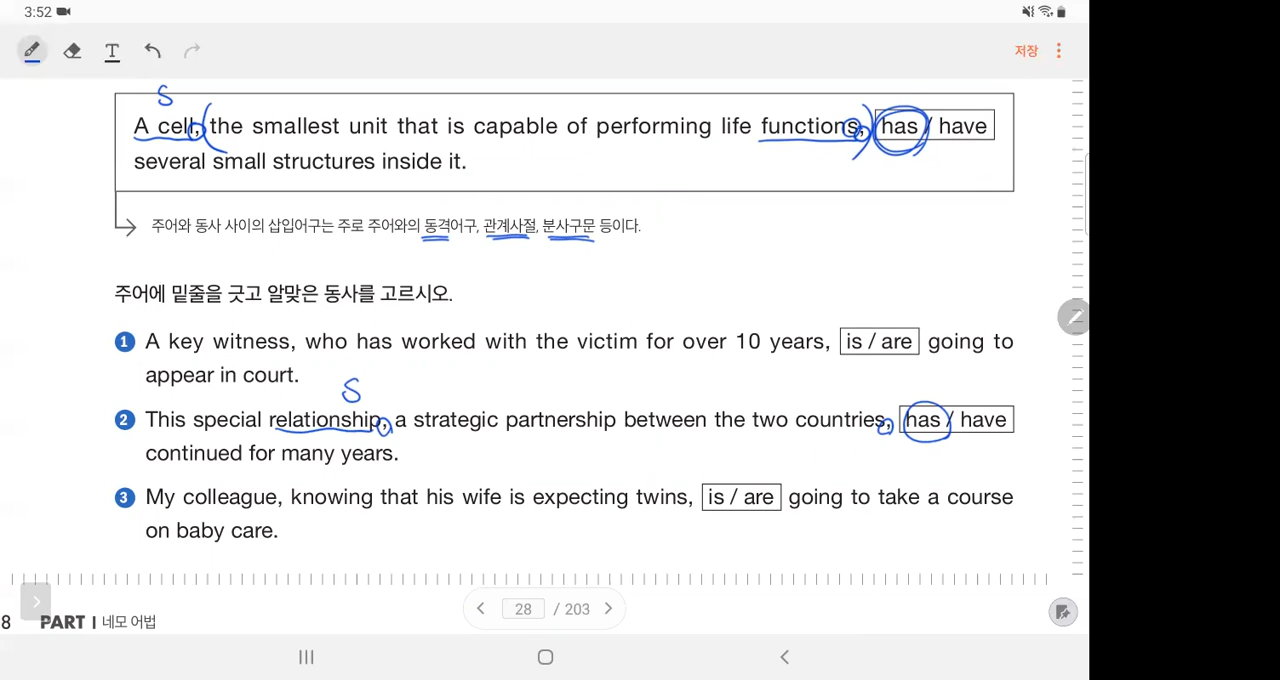 3:52
T
저장
S
A cell, the smallest unit that is capable of performing life functions, has / have
several small structures inside it.
주어와 동사 사이의 삽입어구는 주로 주어와의 동격어구, 관계사절, 분사구문 등이다.
주어에 밑줄을 긋고 알맞은 동사를 고르시오.
1 A key witness, who has worked with the victim for over 10 years, is / are going to
appear in court.
S
2 This special relationship, a strategic partnership between the two countries, has / have
continued for many years.
3 My colleague, knowing that his wife is expecting twins, is / are going to take a course
on baby care.
28 / 203
8 PART I 네모 어법